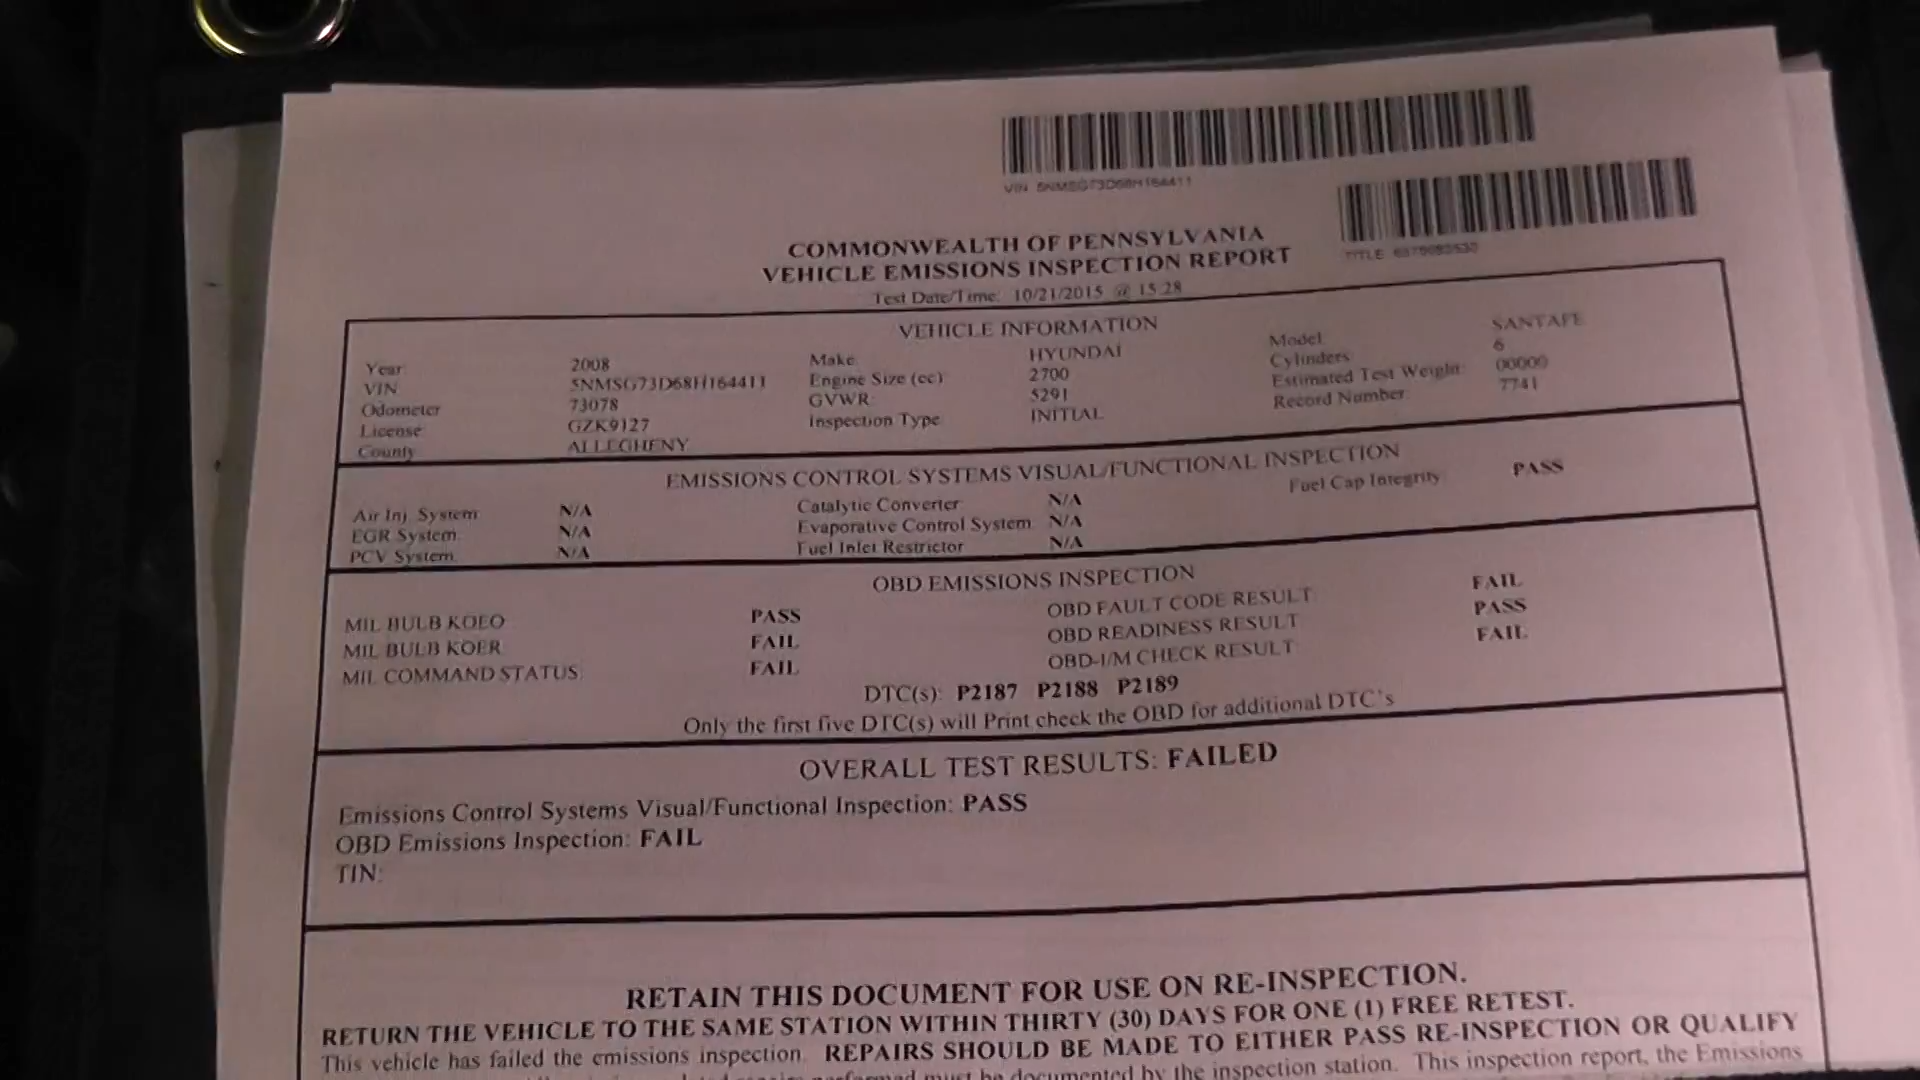 VIN 5NMSG73D68H164411
TITLE
COMMONWEALTH OF PENNSYLVANIA
VEHICLE EMISSIONS INSPECTION REPORT
Test Date/Time: 10/21/2015 @ 15:28
VEHICLE INFORMATION
Year 2008 Make HYUNDAI Model: SANTAFE
VIN 5NMSG73D68H164411 Engine Size (cc) 2700 Cylinders 6
Odometer 73078 GVWR: 5291 Estimated Test Weight: 00000
License GZK9127 Inspection Type INITIAL Record Number: 7741
County ALLEGHENY
EMISSIONS CONTROL SYSTEMS VISUAL/FUNCTIONAL INSPECTION
Air Inj. System N/A Catalytic Converter N/A Fuel Cap Integrity PASS
EGR System N/A Evaporative Control System N/A
PCV System N/A Fuel Inlet Restrictor N/A
OBD EMISSIONS INSPECTION
MIL BULB KOEO PASS OBD FAULT CODE RESULT FAIL
MIL BULB KOER FAIL OBD READINESS RESULT PASS
MIL COMMAND STATUS FAIL OBD-I/M CHECK RESULT FAIL
DTC(s): P2187 P2188 P2189
Only the first five DTC(s) will Print check the OBD for additional DTC's
OVERALL TEST RESULTS: FAILED
Emissions Control Systems Visual/Functional Inspection: PASS
OBD Emissions Inspection: FAIL
TIN:
RETAIN THIS DOCUMENT FOR USE ON RE-INSPECTION.
RETURN THE VEHICLE TO THE SAME STATION WITHIN THIRTY (30) DAYS FOR ONE (1) FREE RETEST.
This vehicle has failed the emissions inspection. REPAIRS SHOULD BE MADE TO EITHER PASS RE-INSPECTION OR QUALIFY
performed must be documented by the inspection station. This inspection report, the Emissions